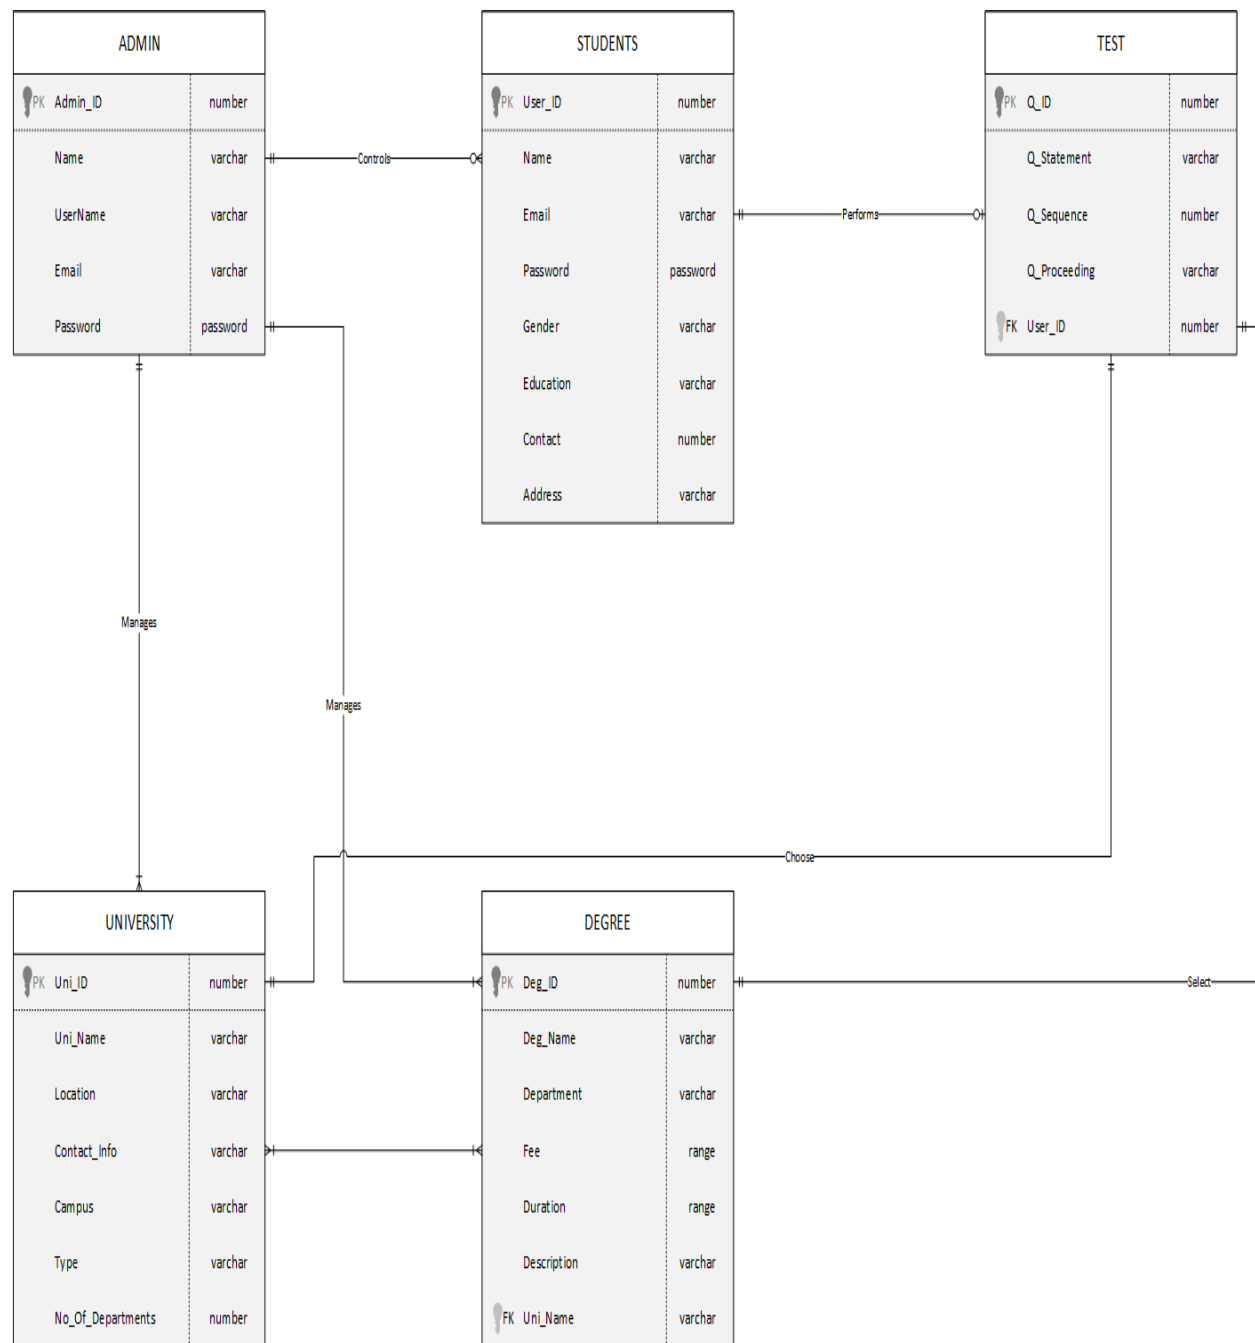 ADMIN
PK Admin_ID number
Name varchar
UserName varchar
Email varchar
Password password
STUDENTS
PK User_ID number
Name varchar
Email varchar
Password password
Gender varchar
Education varchar
Contact number
Address varchar
TEST
PK Q_ID number
Q_Statement varchar
Q_Sequence number
Q_Proceeding varchar
FK User_ID number
Controls
Performs
Manages
Manages
Choose
Select
UNIVERSITY
PK Uni_ID number
Uni_Name varchar
Location varchar
Contact_Info varchar
Campus varchar
Type varchar
No_Of_Departments number
DEGREE
PK Deg_ID number
Deg_Name varchar
Department varchar
Fee range
Duration range
Description varchar
FK Uni_Name varchar